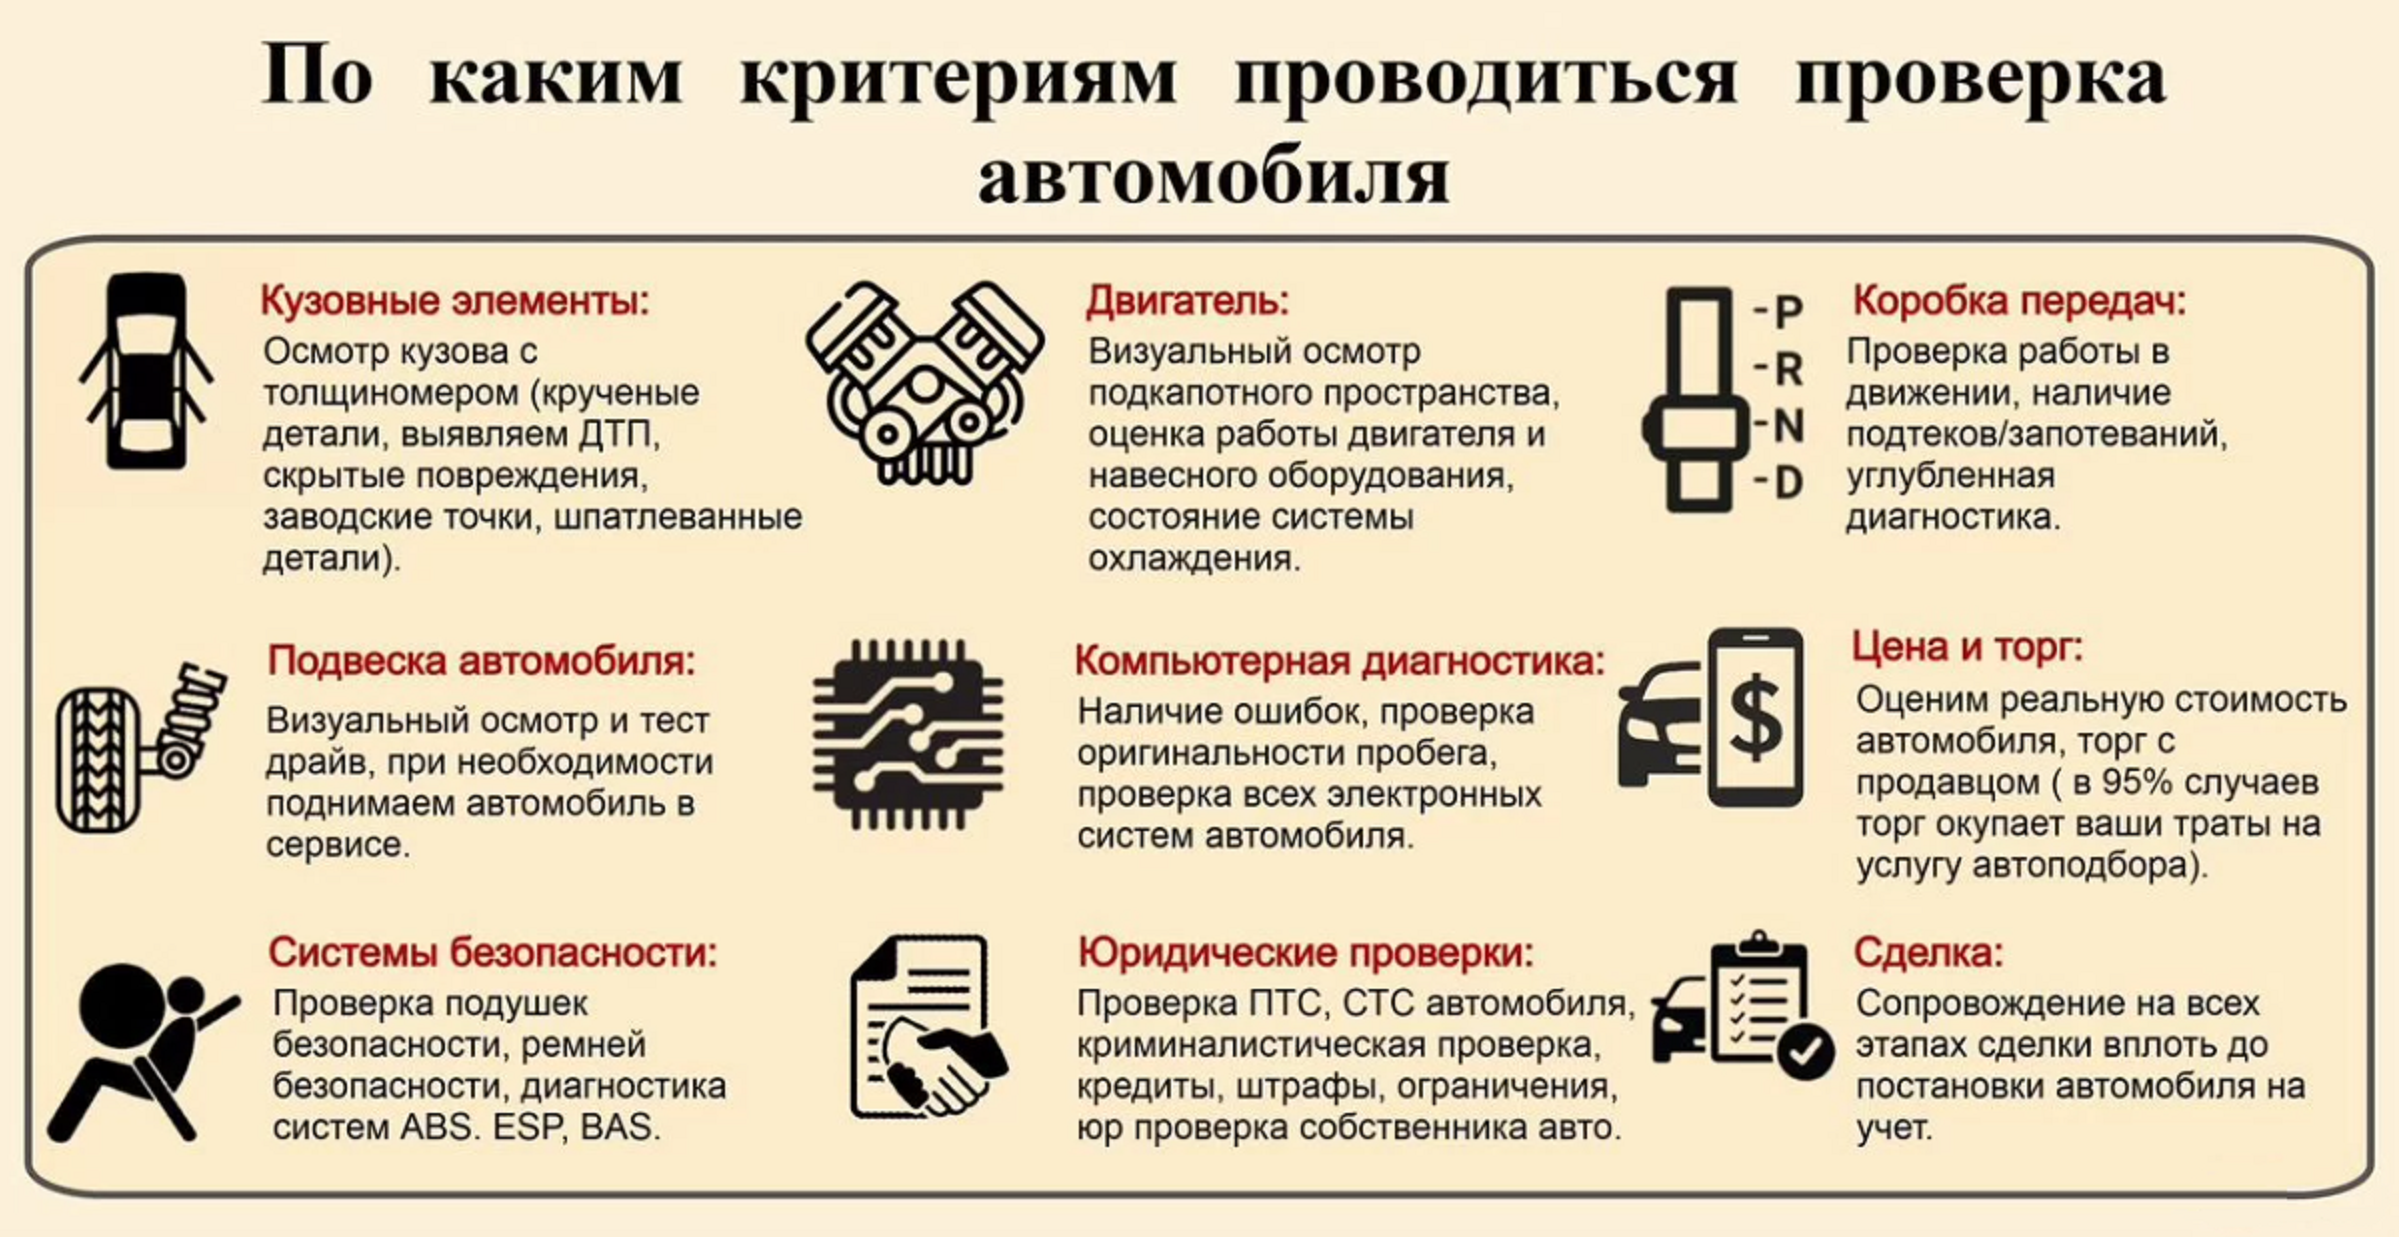 По каким критериям проводиться проверка
автомобиля
Кузовные элементы:
Осмотр кузова с
толщиномером (крученые
детали, выявляем ДТП,
скрытые повреждения,
заводские точки, шпатлеванные
детали).
Двигатель:
Визуальный осмотр
подкапотного пространства,
оценка работы двигателя и
навесного оборудования,
состояние системы
охлаждения.
-P
-R
-N
-D
Коробка передач:
Проверка работы в
движении, наличие
подтеков/запотеваний,
углубленная
диагностика.
Подвеска автомобиля:
Визуальный осмотр и тест
драйв, при необходимости
поднимаем автомобиль в
сервисе.
Компьютерная диагностика:
Наличие ошибок, проверка
оригинальности пробега,
проверка всех электронных
систем автомобиля.
$
Цена и торг:
Оценим реальную стоимость
автомобиля, торг с
продавцом ( в 95% случаев
торг окупает ваши траты на
услугу автоподбора).
Системы безопасности:
Проверка подушек
безопасности, ремней
безопасности, диагностика
систем ABS. ESP, BAS.
Юридические проверки:
Проверка ПТС, СТС автомобиля,
криминалистическая проверка,
кредиты, штрафы, ограничения,
юр проверка собственника авто.
Сделка:
Сопровождение на всех
этапах сделки вплоть до
постановки автомобиля на
учет.